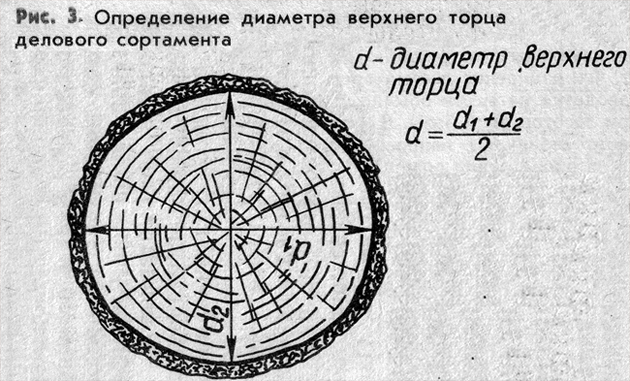 Рис. 3. Определение диаметра верхнего торца
делового сортамента
d - диаметр верхнего
торца
d = d₁ + d₂ / 2
d₁
d₂